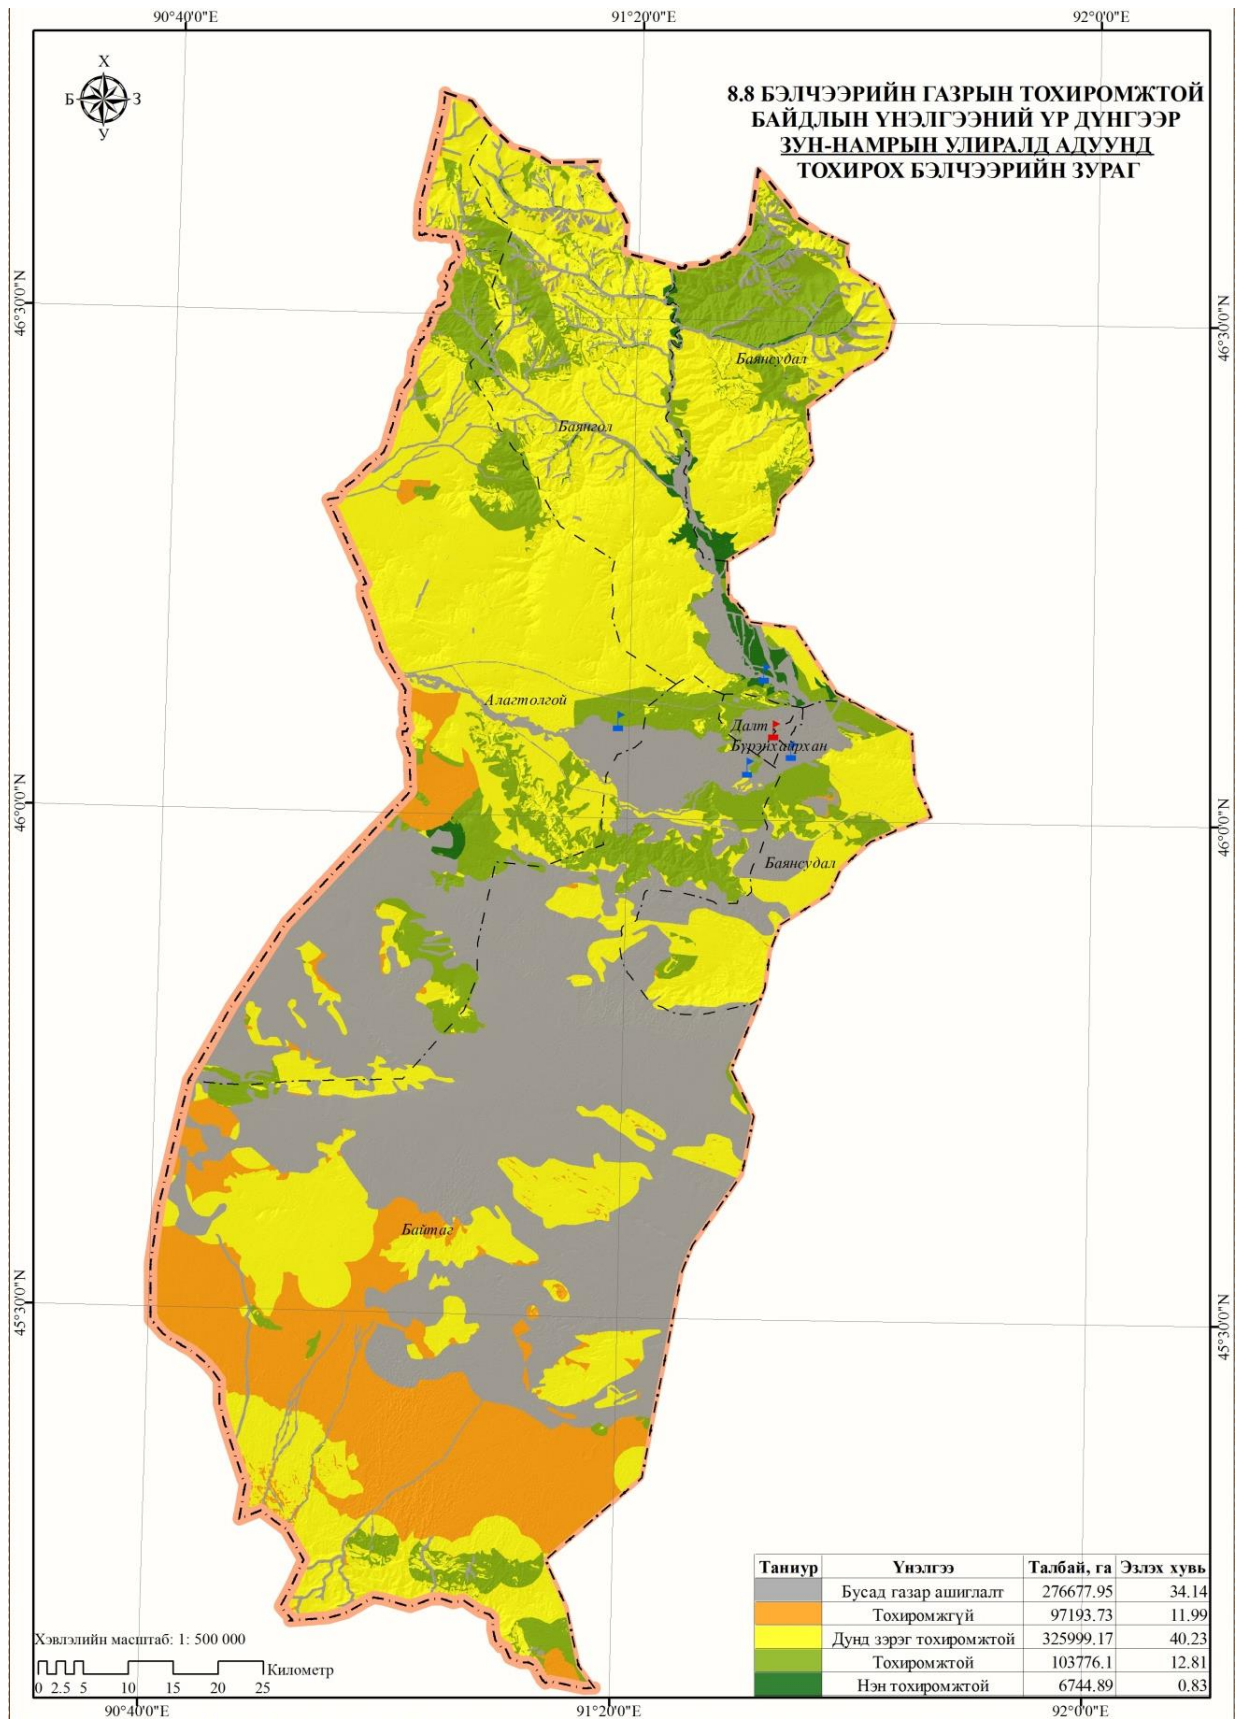 90°40'0"E 91°20'0"E 92°0'0"E
Х
Б З
У
8.8 БЭЛЧЭЭРИЙН ГАЗРЫН ТОХИРОМЖТОЙ
БАЙДЛЫН ҮНЭЛГЭЭНИЙ ҮР ДҮНГЭЭР
ЗУН-НАМРЫН УЛИРАЛД АДУУНД
ТОХИРОХ БЭЛЧЭЭРИЙН ЗУРАГ
46°30'0"N 46°30'0"N
Баянсудал
Баянгол
Алагтолгой
Далт
Бүрэнхайрхан
46°0'0"N 46°0'0"N
Баянсудал
Байтаг
45°30'0"N 45°30'0"N
Таниур Үнэлгээ Талбай, га Эзлэх хувь
Бусад газар ашиглалт 276677.95 34.14
Тохиромжгүй 97193.73 11.99
Дунд зэрэг тохиромжтой 325999.17 40.23
Тохиромжтой 103776.1 12.81
Нэн тохиромжтой 6744.89 0.83
Хэвлэлийн масштаб: 1: 500 000
Километр
0 2.5 5 10 15 20 25
90°40'0"E 91°20'0"E 92°0'0"E